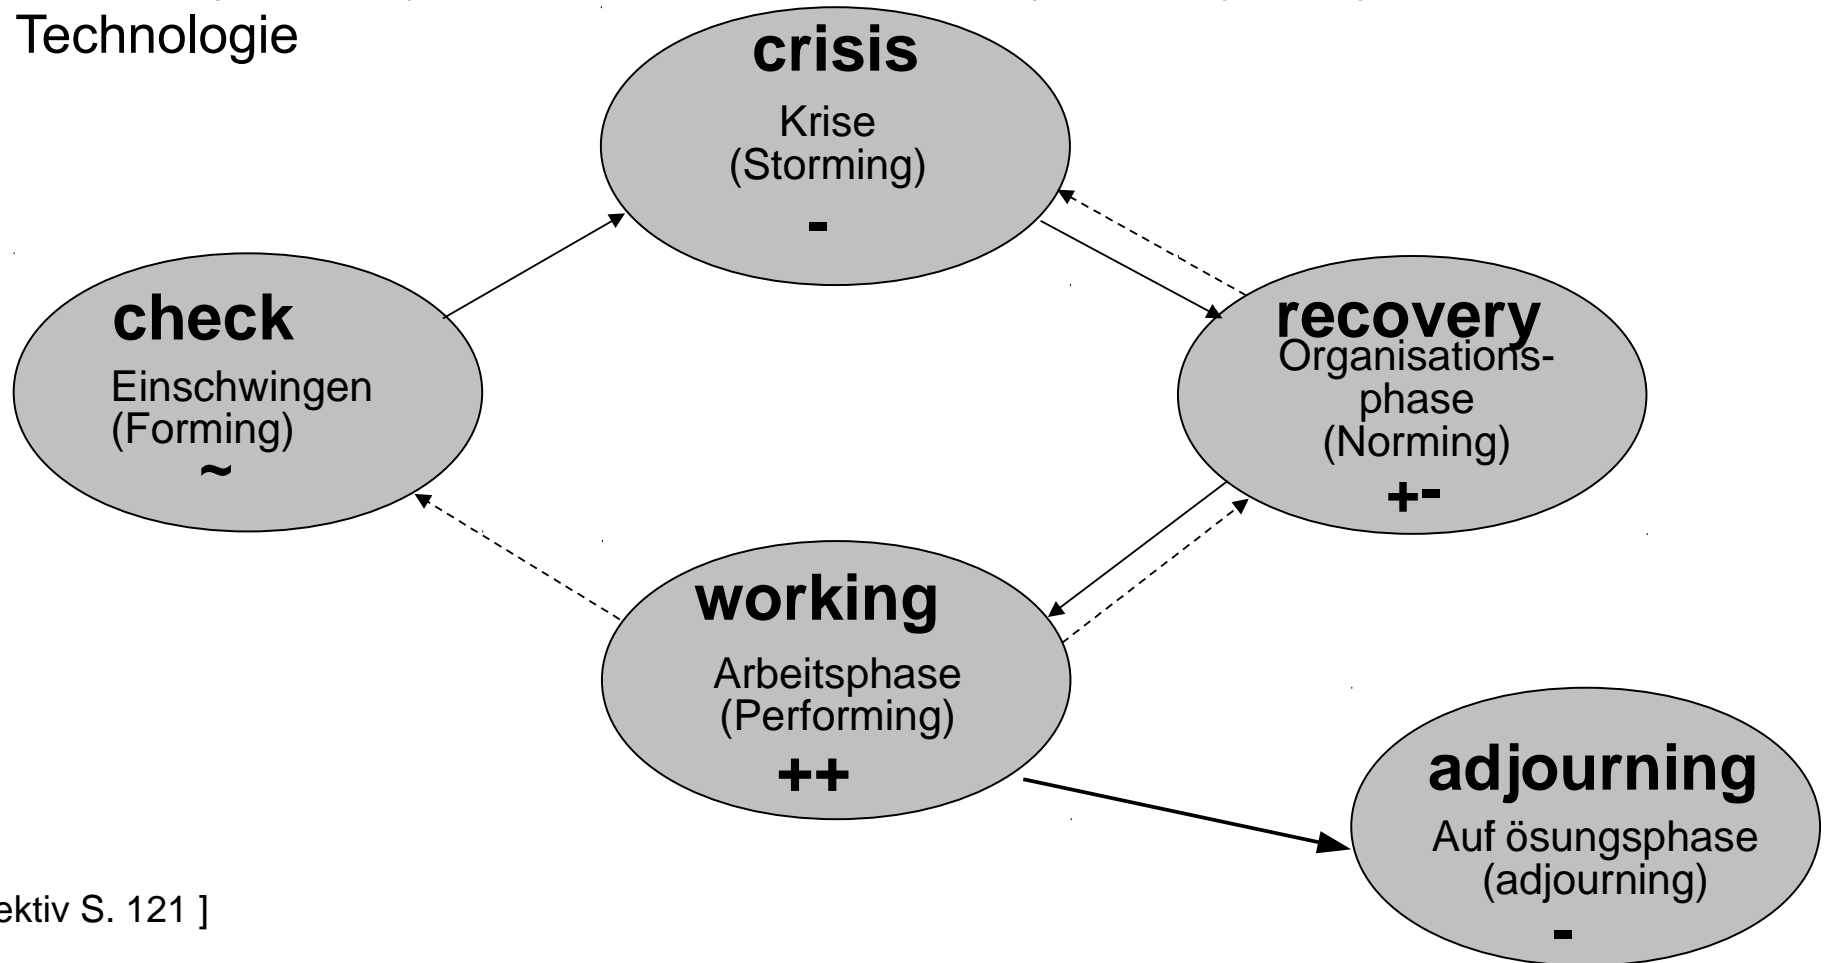 Technologie
crisis
Krise
(Storming)
-
check
Einschwingen
(Forming)
~
recovery
Organisations-
phase
(Norming)
+-
working
Arbeitsphase
(Performing)
++
adjourning
Auf ösungsphase
(adjourning)
-
ektiv S. 121 ]